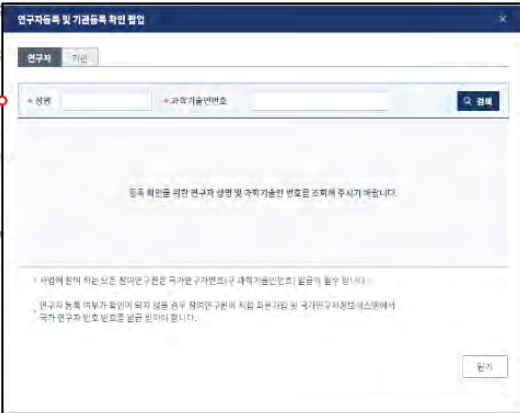 연구자등록 및 기관등록 확인 팝업
연구자 기관
성명 과학기술인번호 검색
등록 확인을 위한 연구자 성명 및 과학기술인 번호를 조회해 주시기 바랍니다.
사업에 참여 하는 모든 참여연구원은 국가연구자번호(구 과학기술인번호) 발급이 필수 입니다.
연구자 등록 여부가 확인이 되지 않을 경우 참여연구원이 직접 회원가입 및 국가연구자정보시스템에서
국가 연구자 번호 번호를 발급 받아야 합니다.
닫기